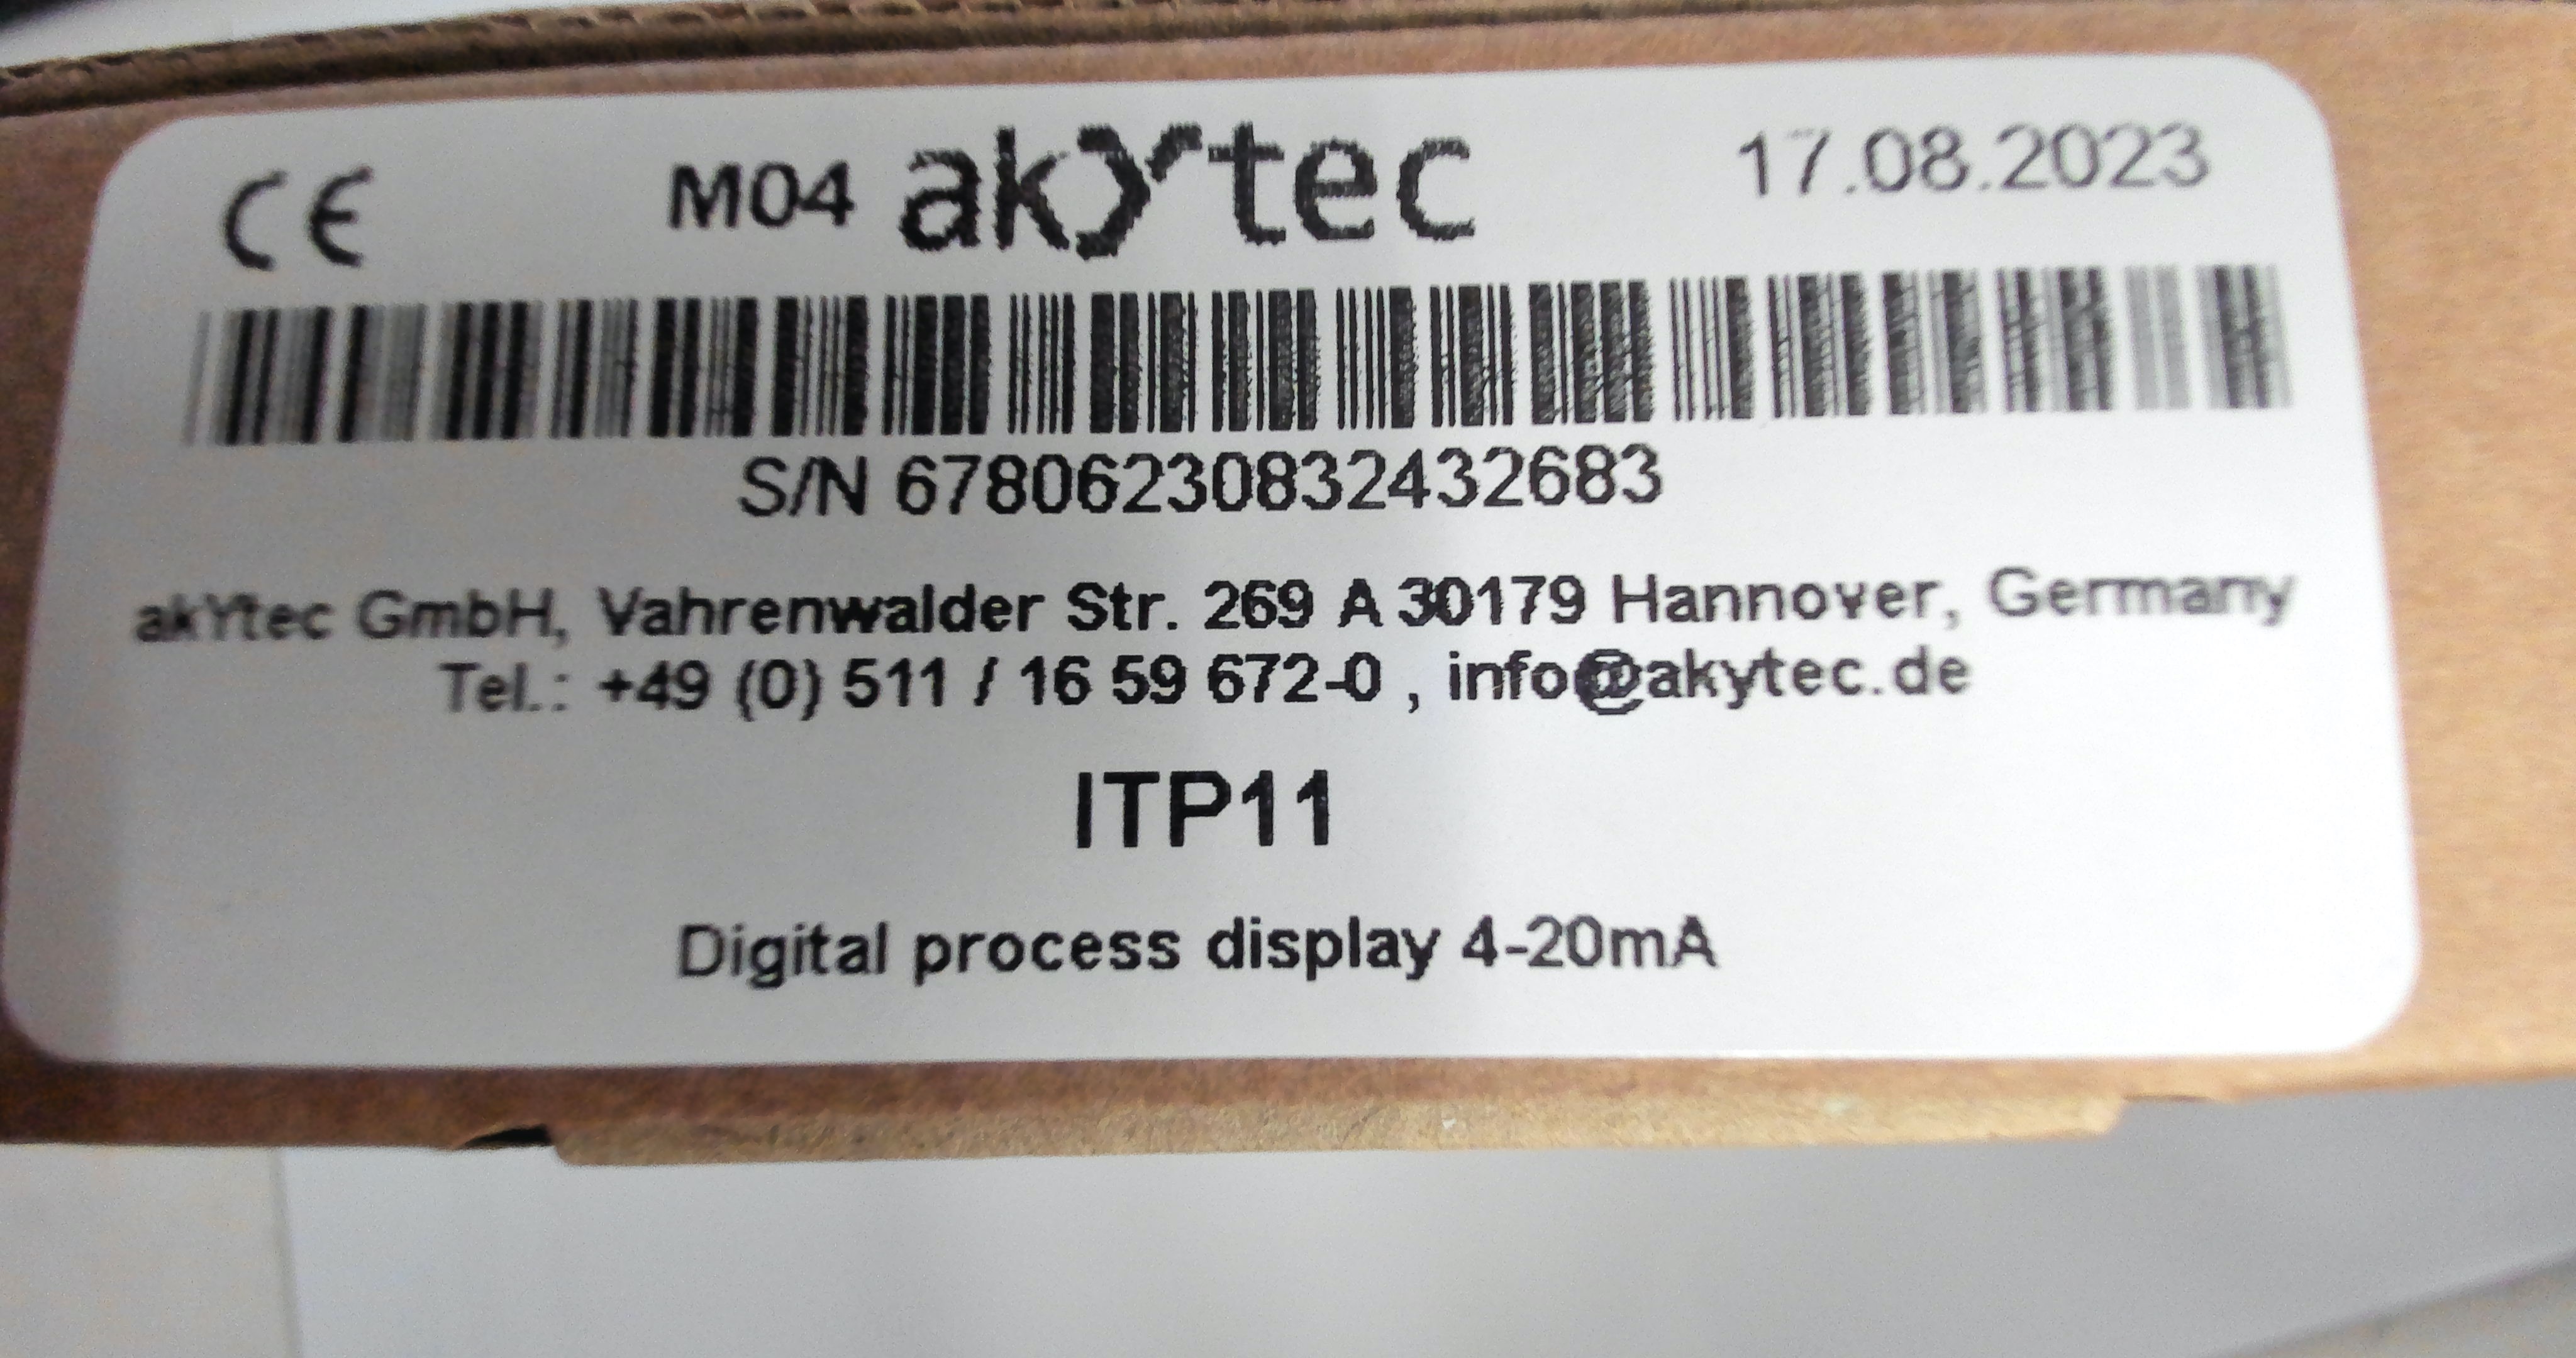 CE M04 akYtec 17.08.2023
S/N 67806230832432683
akYtec GmbH, Vahrenwalder Str. 269 A 30179 Hannover, Germany
Tel.: +49 (0) 511 / 16 59 672-0 , info@akytec.de
ITP11
Digital process display 4-20mA